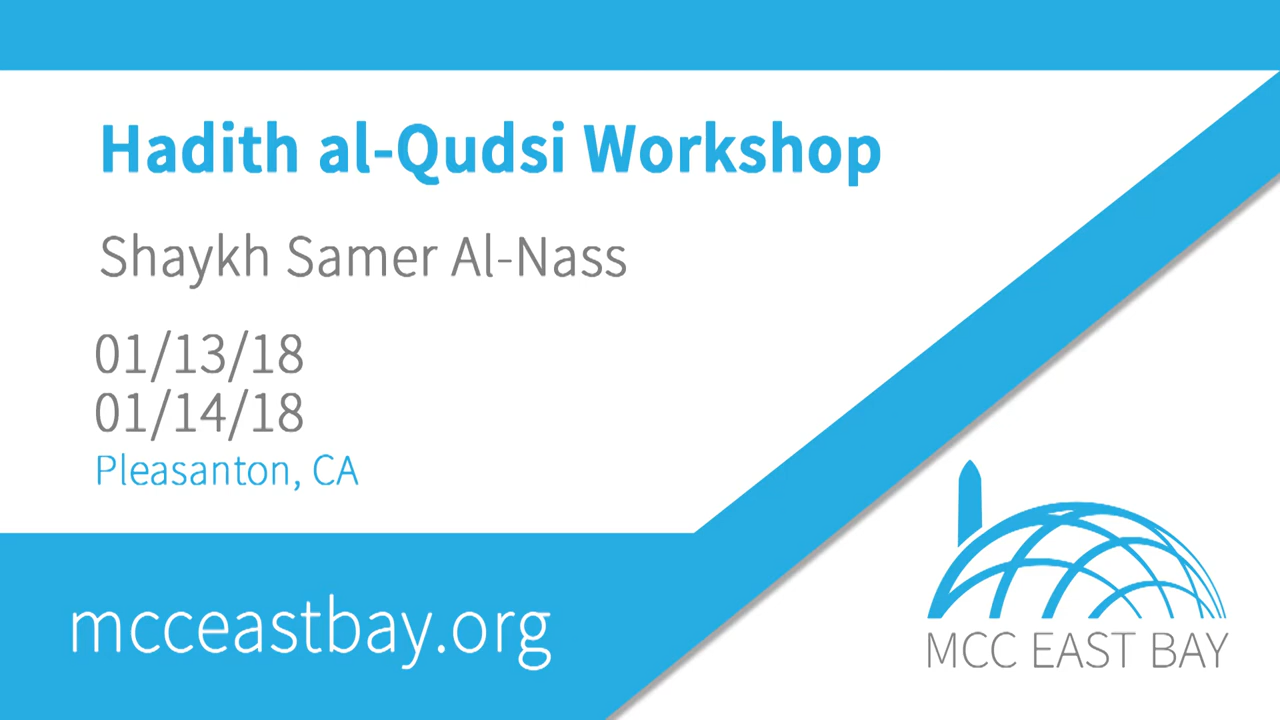 Hadith al-Qudsi Workshop
Shaykh Samer Al-Nass
01/13/18
01/14/18
Pleasanton, CA
mcceastbay.org
MCC EAST BAY